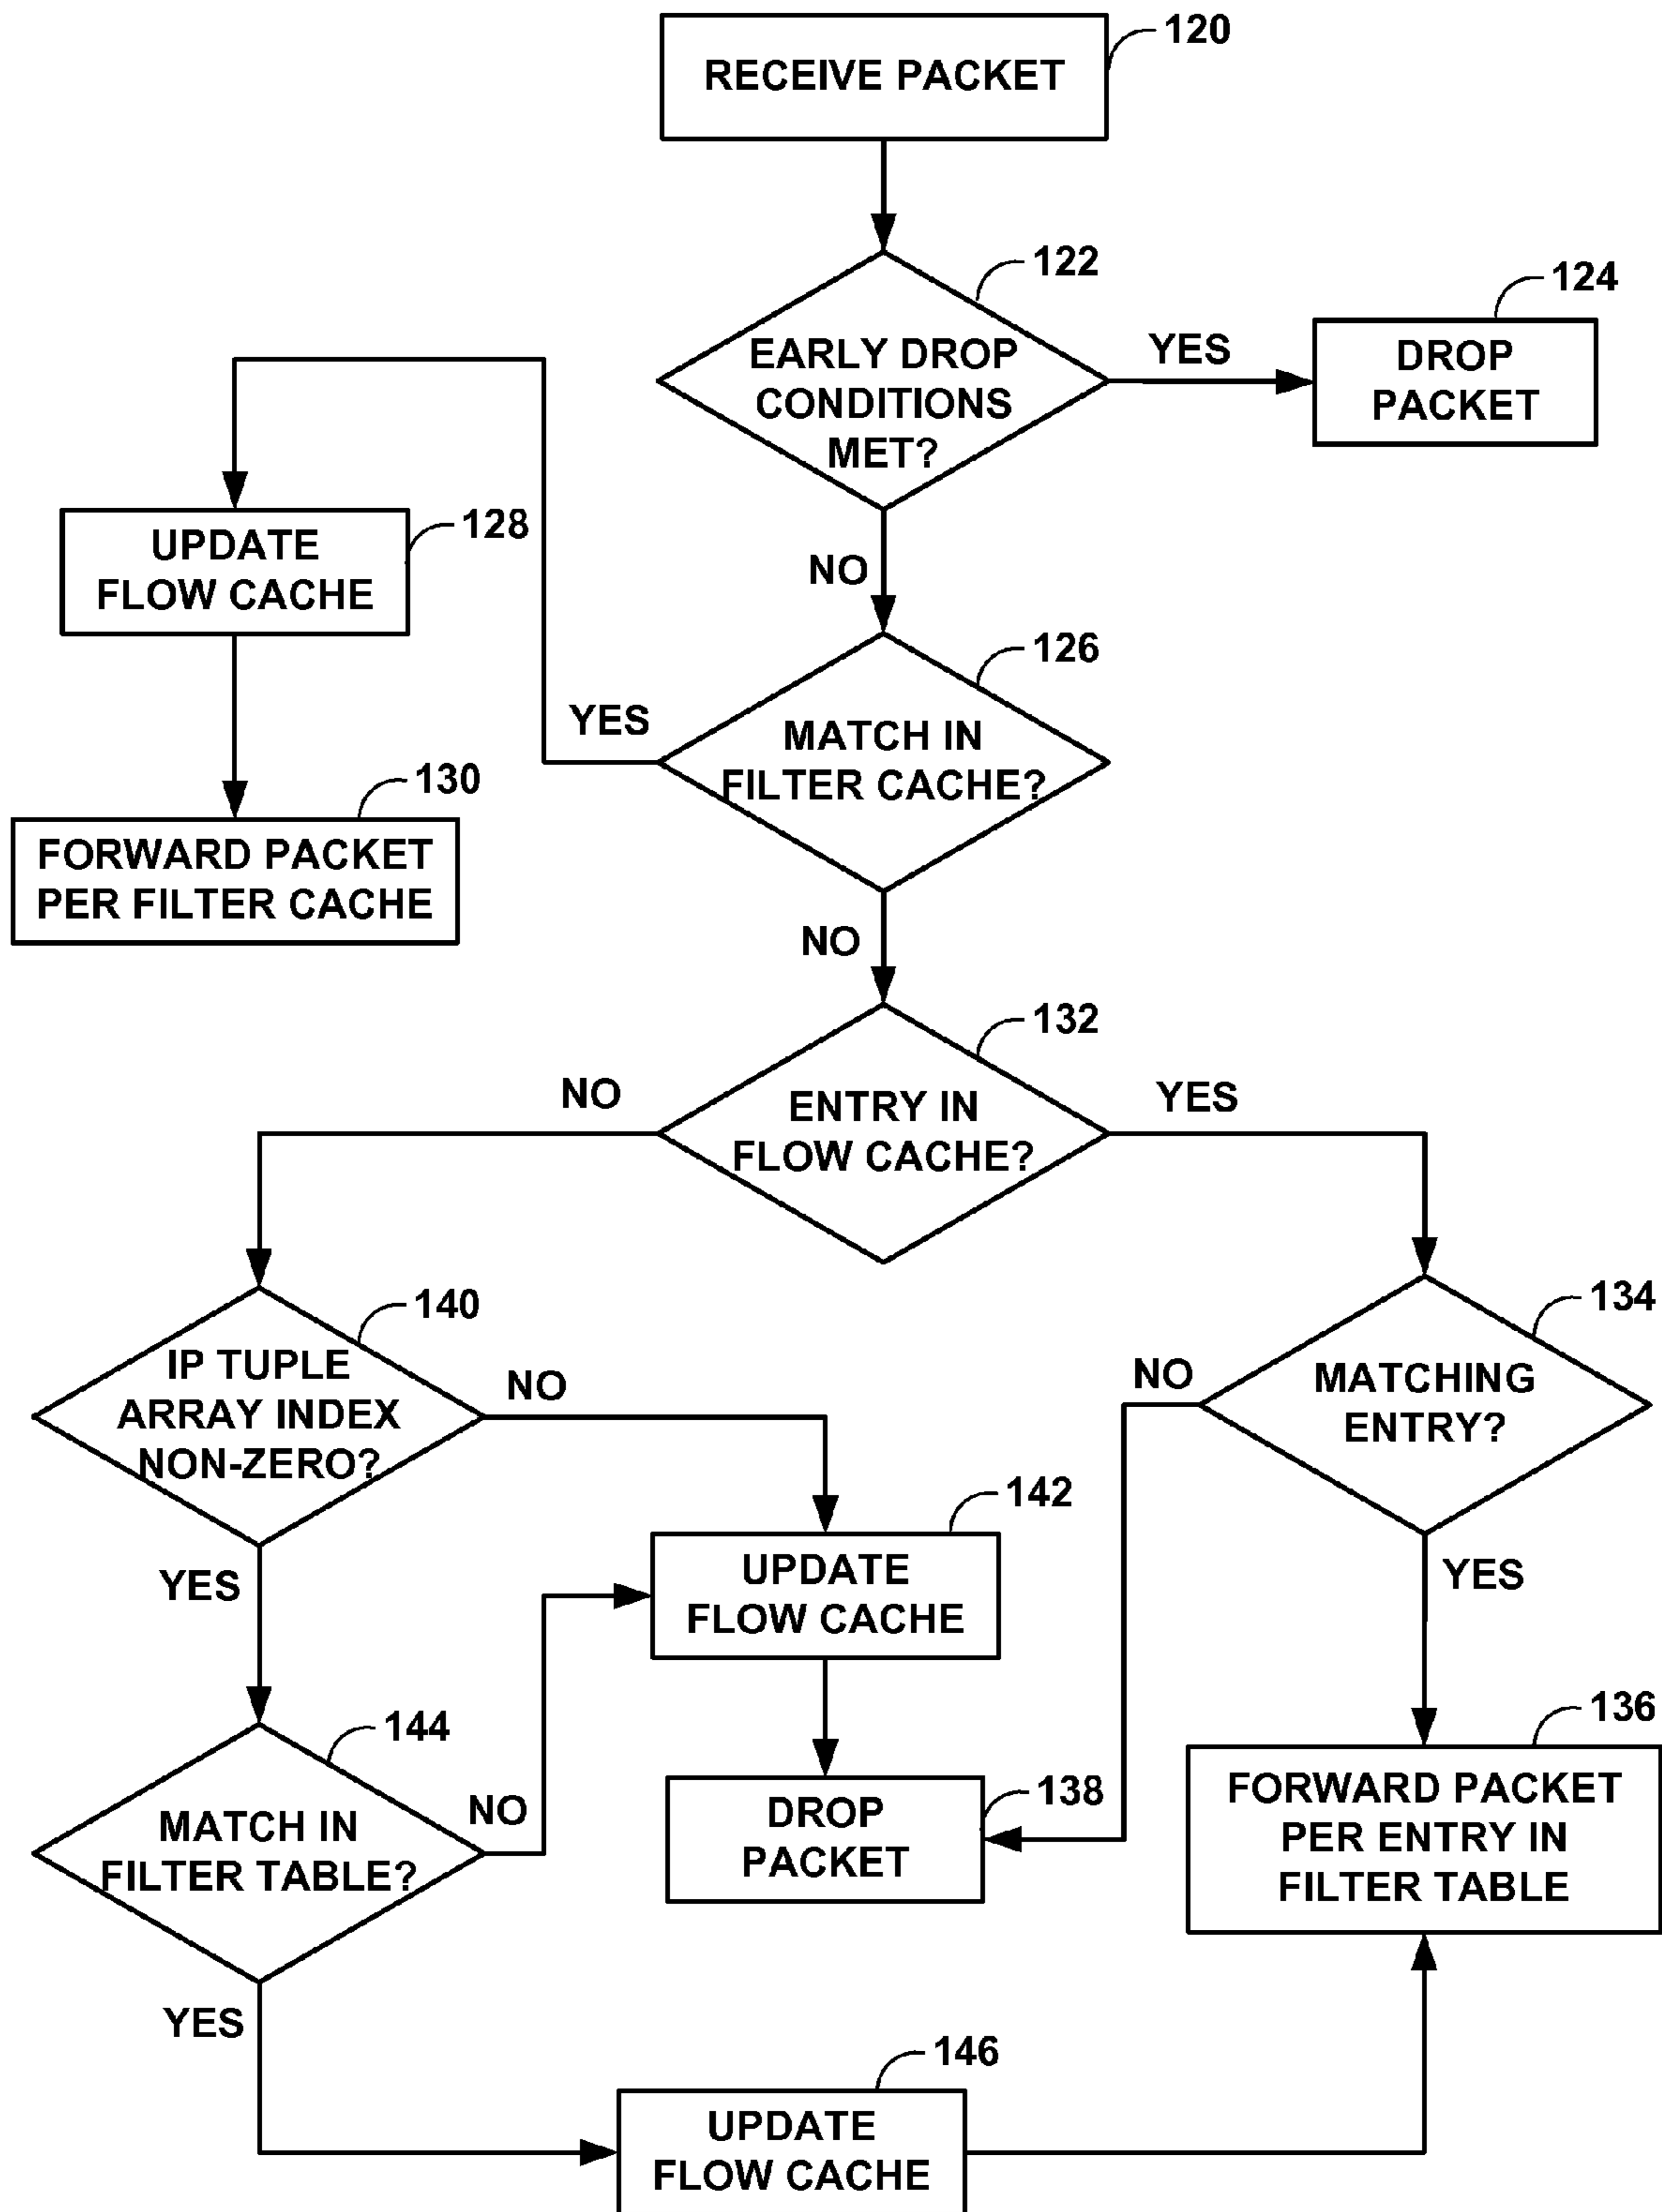 RECEIVE PACKET
120
EARLY DROP
CONDITIONS
MET?
122
YES
DROP
PACKET
124
NO
MATCH IN
FILTER CACHE?
126
YES
UPDATE
FLOW CACHE
128
FORWARD PACKET
PER FILTER CACHE
130
NO
ENTRY IN
FLOW CACHE?
132
NO
YES
IP TUPLE
ARRAY INDEX
NON-ZERO?
140
NO
MATCHING
ENTRY?
134
NO
YES
UPDATE
FLOW CACHE
142
YES
MATCH IN
FILTER TABLE?
144
NO
DROP
PACKET
138
FORWARD PACKET
PER ENTRY IN
FILTER TABLE
136
YES
UPDATE
FLOW CACHE
146